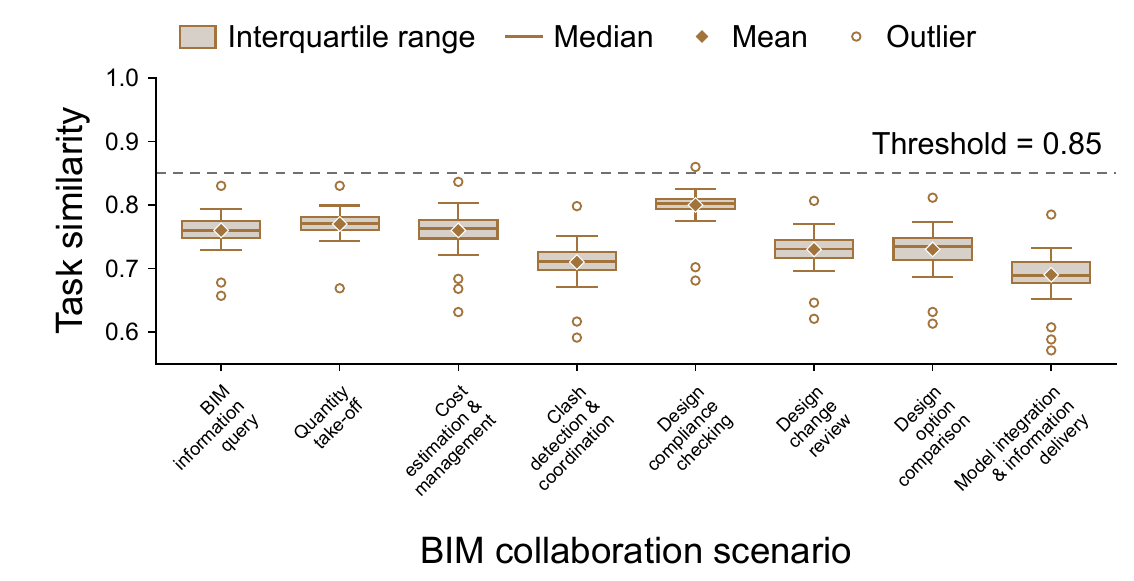 Interquartile range
Median
Mean
Outlier
Task similarity
1.0
0.9
0.8
0.7
0.6
Threshold = 0.85
BIM
information
query
Quantity
take-off
Cost
estimation &
management
Clash
detection &
coordination
Design
compliance
checking
Design
change
review
Design
option
comparison
Model integration
& information
delivery
BIM collaboration scenario